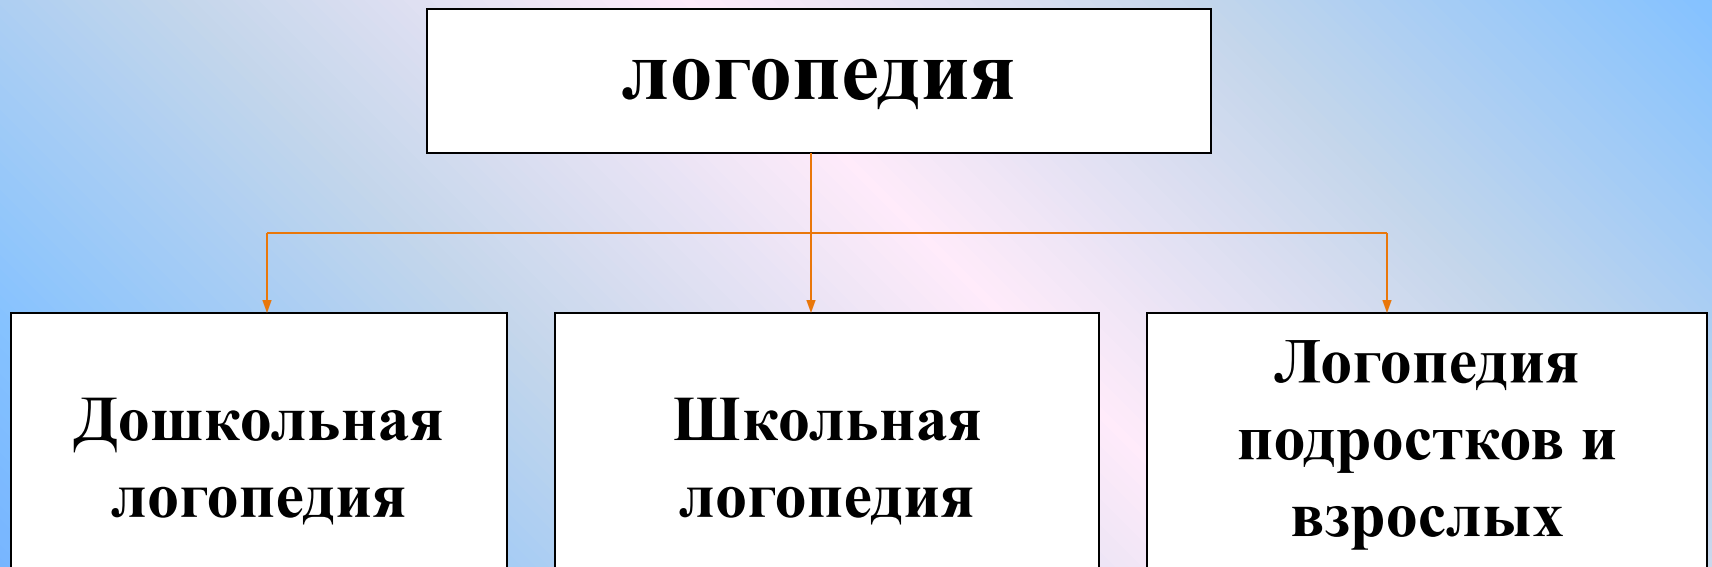 логопедия
Дошкольная
логопедия
Школьная
логопедия
Логопедия
подростков и
взрослых